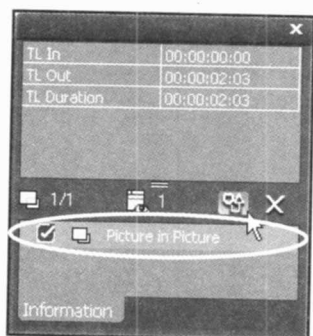 TL In 00:00:00:00
TL Out 00:00:02:03
TL Duration 00:00:02:03
1/1 1
Picture in Picture
Information